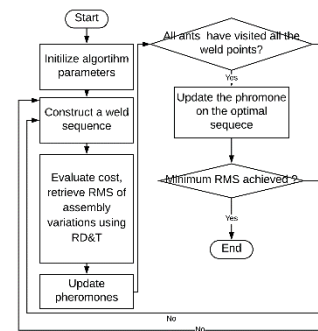 Start
Initilize algortihm
parameters
Construct a weld
sequence
Evaluate cost,
retrieve RMS of
assembly
variations using
RD&T
Update
pheromones
All ants have visited all the
weld points?
Yes
Update the phromone
on the optimal
sequece
Minimum RMS achieved ?
Yes
End
No
No